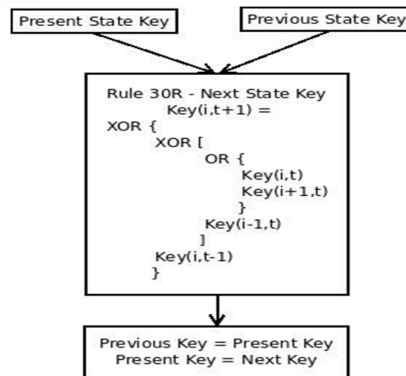 Present State Key
Previous State Key
Rule 30R - Next State Key
Key(i,t+1) =
XOR {
XOR [
OR {
Key(i,t)
Key(i+1,t)
}
Key(i-1,t)
]
Key(i,t-1)
}
Previous Key = Present Key
Present Key = Next Key